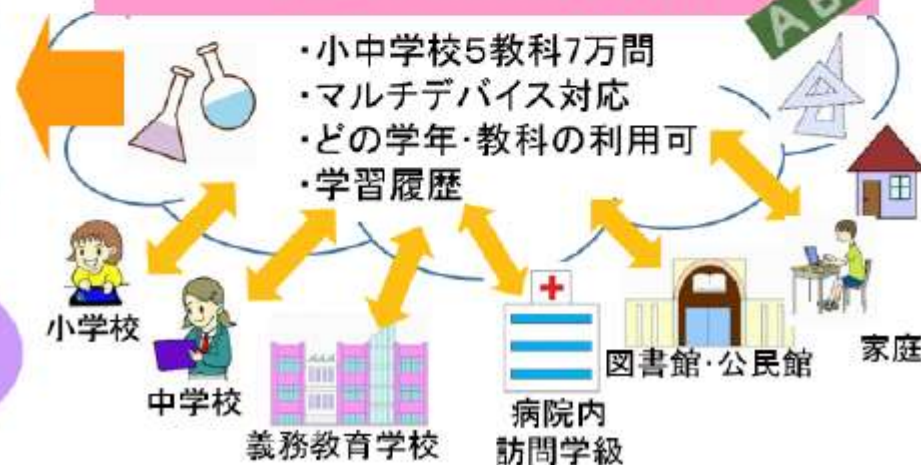 AB
・小中学校5教科7万問
・マルチデバイス対応
・どの学年・教科の利用可
・学習履歴
小学校
中学校
義務教育学校
病院内
訪問学級
図書館・公民館
家庭